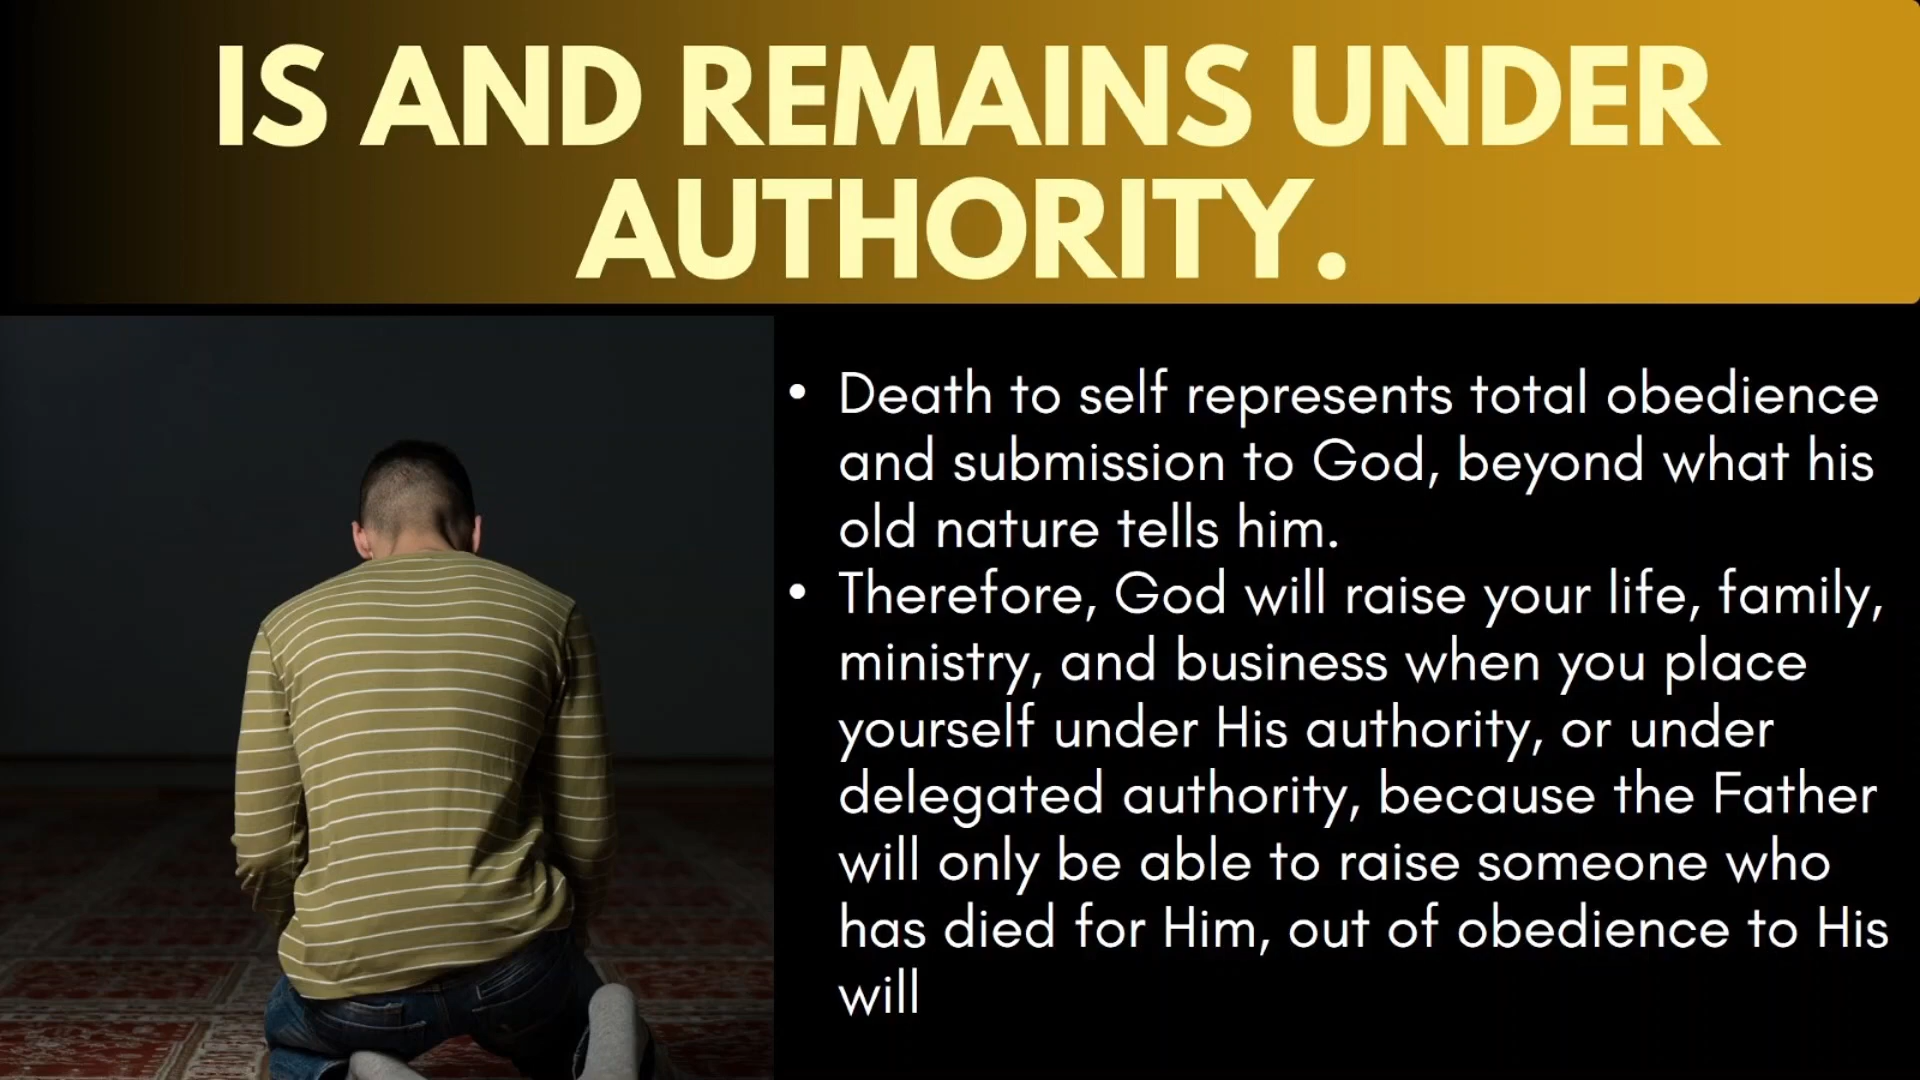 IS AND REMAINS UNDER
AUTHORITY.
• Death to self represents total obedience
and submission to God, beyond what his
old nature tells him.
• Therefore, God will raise your life, family,
ministry, and business when you place
yourself under His authority, or under
delegated authority, because the Father
will only be able to raise someone who
has died for Him, out of obedience to His
will